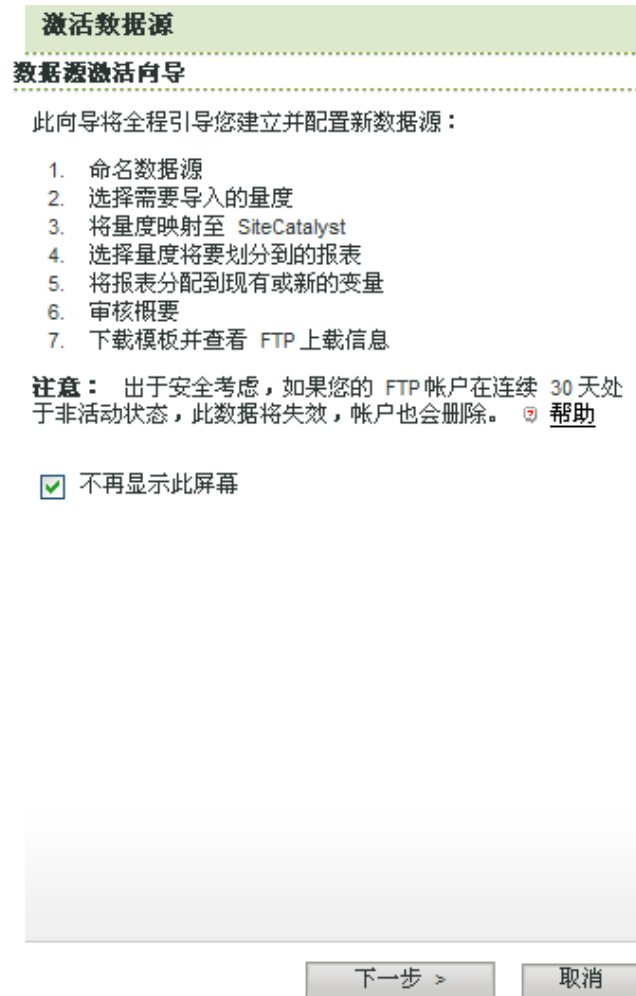 激活数据源
数据源激活向导
此向导将全程引导您建立并配置新数据源：
1. 命名数据源
2. 选择需要导入的量度
3. 将量度映射至 SiteCatalyst
4. 选择量度将要划分到的报表
5. 将报表分配到现有或新的变量
6. 审核概要
7. 下载模板并查看 FTP 上载信息
注意： 出于安全考虑，如果您的 FTP 帐户在连续 30 天处
于非活动状态，此数据将失效，帐户也会删除。 帮助
不再显示此屏幕
下一步 > 取消